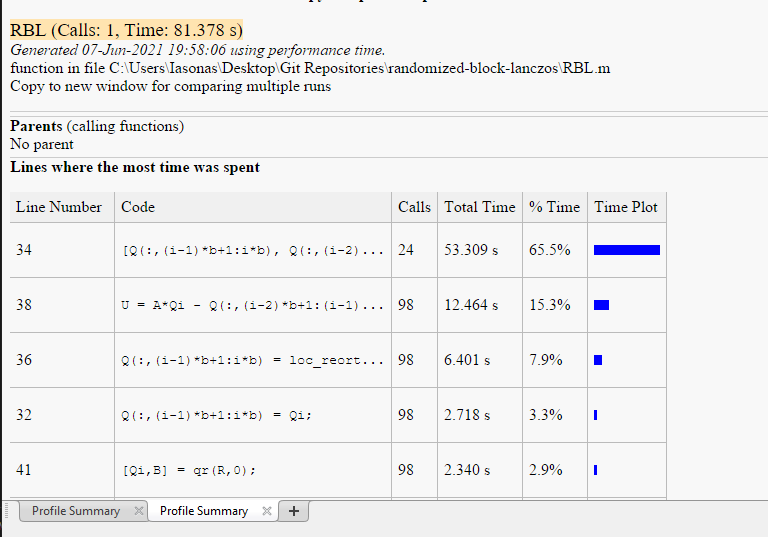 RBL (Calls: 1, Time: 81.378 s)
Generated 07-Jun-2021 19:58:06 using performance time.
function in file C:\Users\Iasonas\Desktop\Git Repositories\randomized-block-lanczos\RBL.m
Copy to new window for comparing multiple runs
Parents (calling functions)
No parent
Lines where the most time was spent
Line Number Code Calls Total Time % Time Time Plot
34 [Q(:,(i-1)*b+1:i*b), Q(:,(i-2)... 24 53.309 s 65.5%
38 U = A*Qi - Q(:,(i-2)*b+1:(i-1)... 98 12.464 s 15.3%
36 Q(:,(i-1)*b+1:i*b) = loc_reort... 98 6.401 s 7.9%
32 Q(:,(i-1)*b+1:i*b) = Qi; 98 2.718 s 3.3%
41 [Qi,B] = qr(R,0); 98 2.340 s 2.9%
Profile Summary × Profile Summary × +